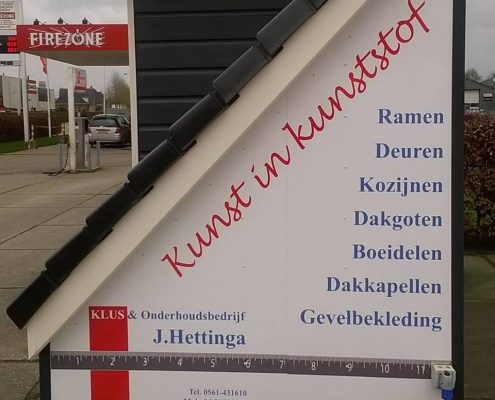 FIREZONE
Kunst in kunststof
Ramen
Deuren
Kozijnen
Dakgoten
Boeidelen
Dakkapellen
Gevelbekleding
KLUS & Onderhoudsbedrijf
J.Hettinga
1 2 3 4 5 6 7 8 9 10 11
Tel. 0561-431610